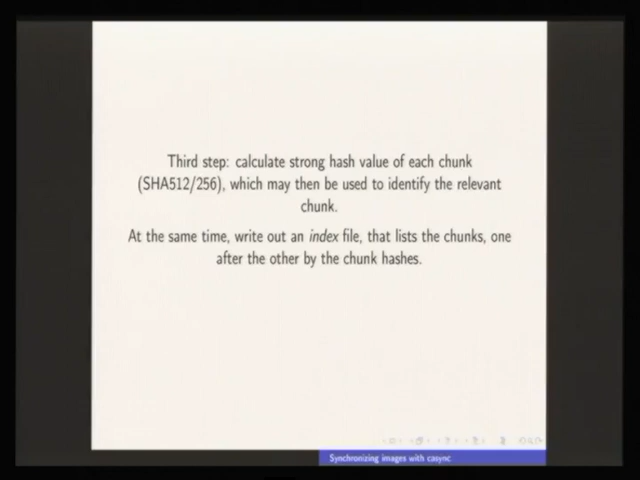 Third step: calculate strong hash value of each chunk
(SHA512/256), which may then be used to identify the relevant
chunk.
At the same time, write out an index file, that lists the chunks, one
after the other by the chunk hashes.
Synchronizing images with casync